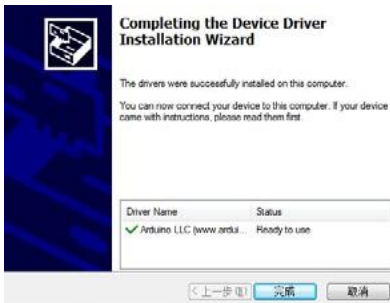 Completing the Device Driver
Installation Wizard
The drivers were successfully installed on this computer.
You can now connect your device to this computer. If your device
came with instructions, please read them first.
Driver Name Status
Arduino LLC (www.ardui... Ready to use
<上一步(B) 完成 取消